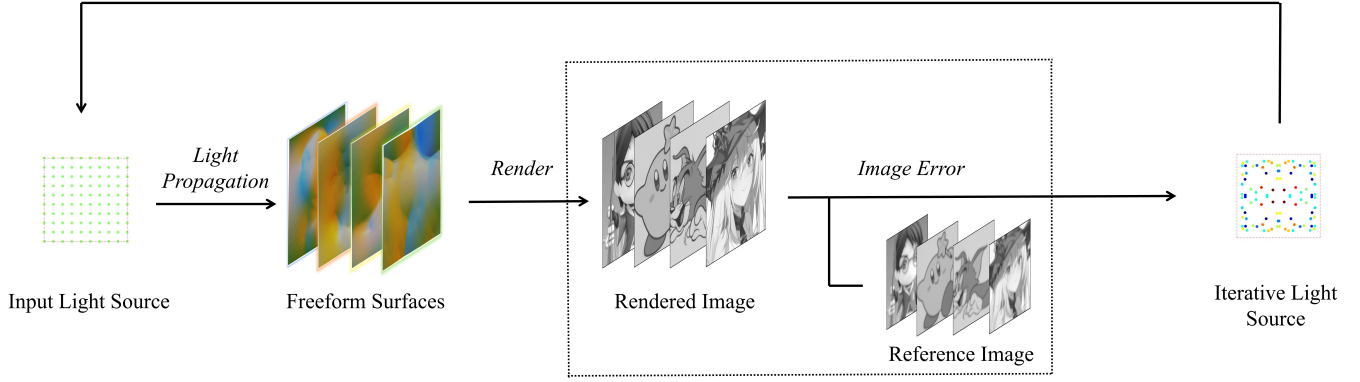 Light
Propagation
Render
Image Error
Input Light Source
Freeform Surfaces
Rendered Image
Reference Image
Iterative Light
Source